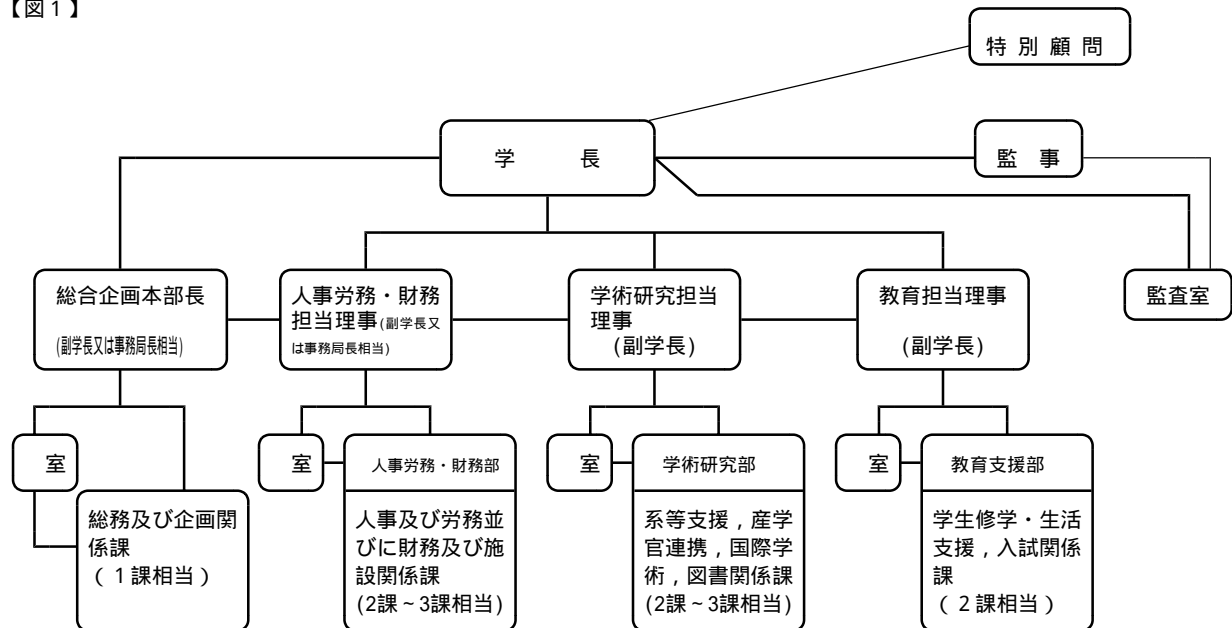 【図１】
特 別 顧 問
学 長
監 事
総合企画本部長
(副学長又は事務局長相当)
人事労務・財務
担当理事(副学長又
は事務局長相当)
学術研究担当
理事
(副学長)
教育担当理事
(副学長)
監査室
室
総務及び企画関
係課
(１課相当)
室
人事労務・財務部
人事及び労務並
びに財務及び施
設関係課
(2課～3課相当)
室
学術研究部
系等支援，産学
官連携，国際学
術，図書関係課
(2課～3課相当)
室
教育支援部
学生修学・生活
支援，入試関係
課
(２課相当)